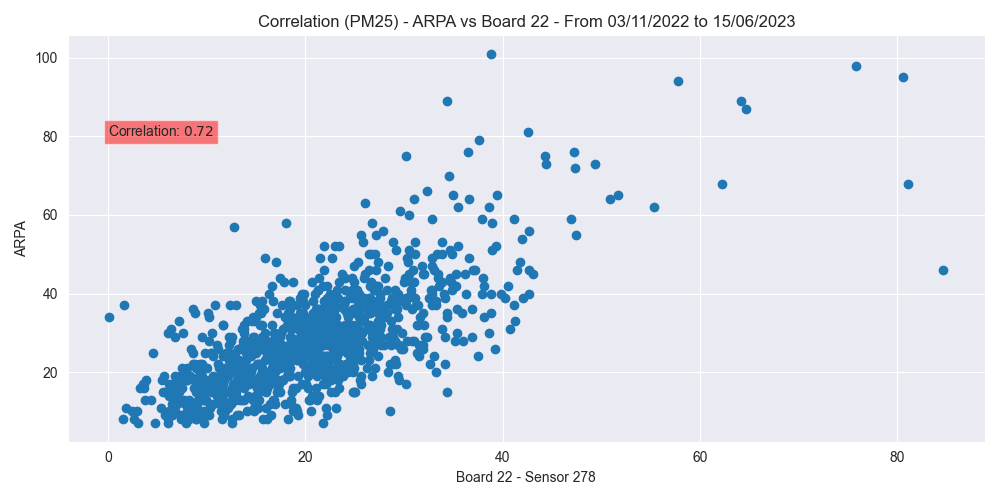 Correlation (PM25) - ARPA vs Board 22 - From 03/11/2022 to 15/06/2023
100
80
60
40
20
ARPA
Correlation: 0.72
0 20 40 60 80
Board 22 - Sensor 278